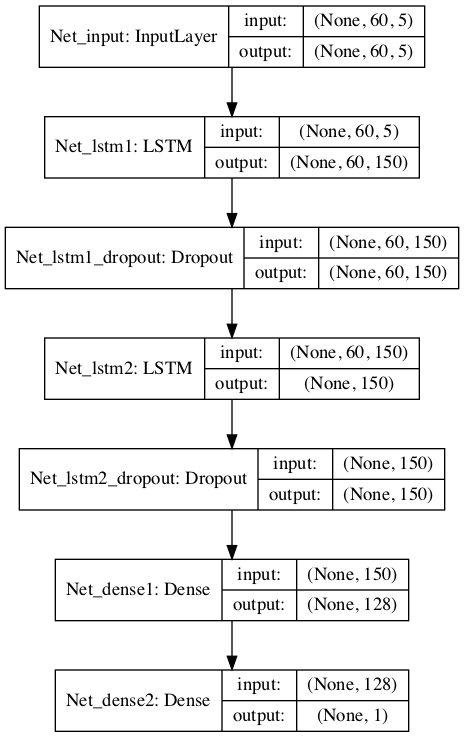 Net_input: InputLayer
input:
(None, 60, 5)
output:
(None, 60, 5)
Net_lstm1: LSTM
input:
(None, 60, 5)
output:
(None, 60, 150)
Net_lstm1_dropout: Dropout
input:
(None, 60, 150)
output:
(None, 60, 150)
Net_lstm2: LSTM
input:
(None, 60, 150)
output:
(None, 150)
Net_lstm2_dropout: Dropout
input:
(None, 150)
output:
(None, 150)
Net_dense1: Dense
input:
(None, 150)
output:
(None, 128)
Net_dense2: Dense
input:
(None, 128)
output:
(None, 1)